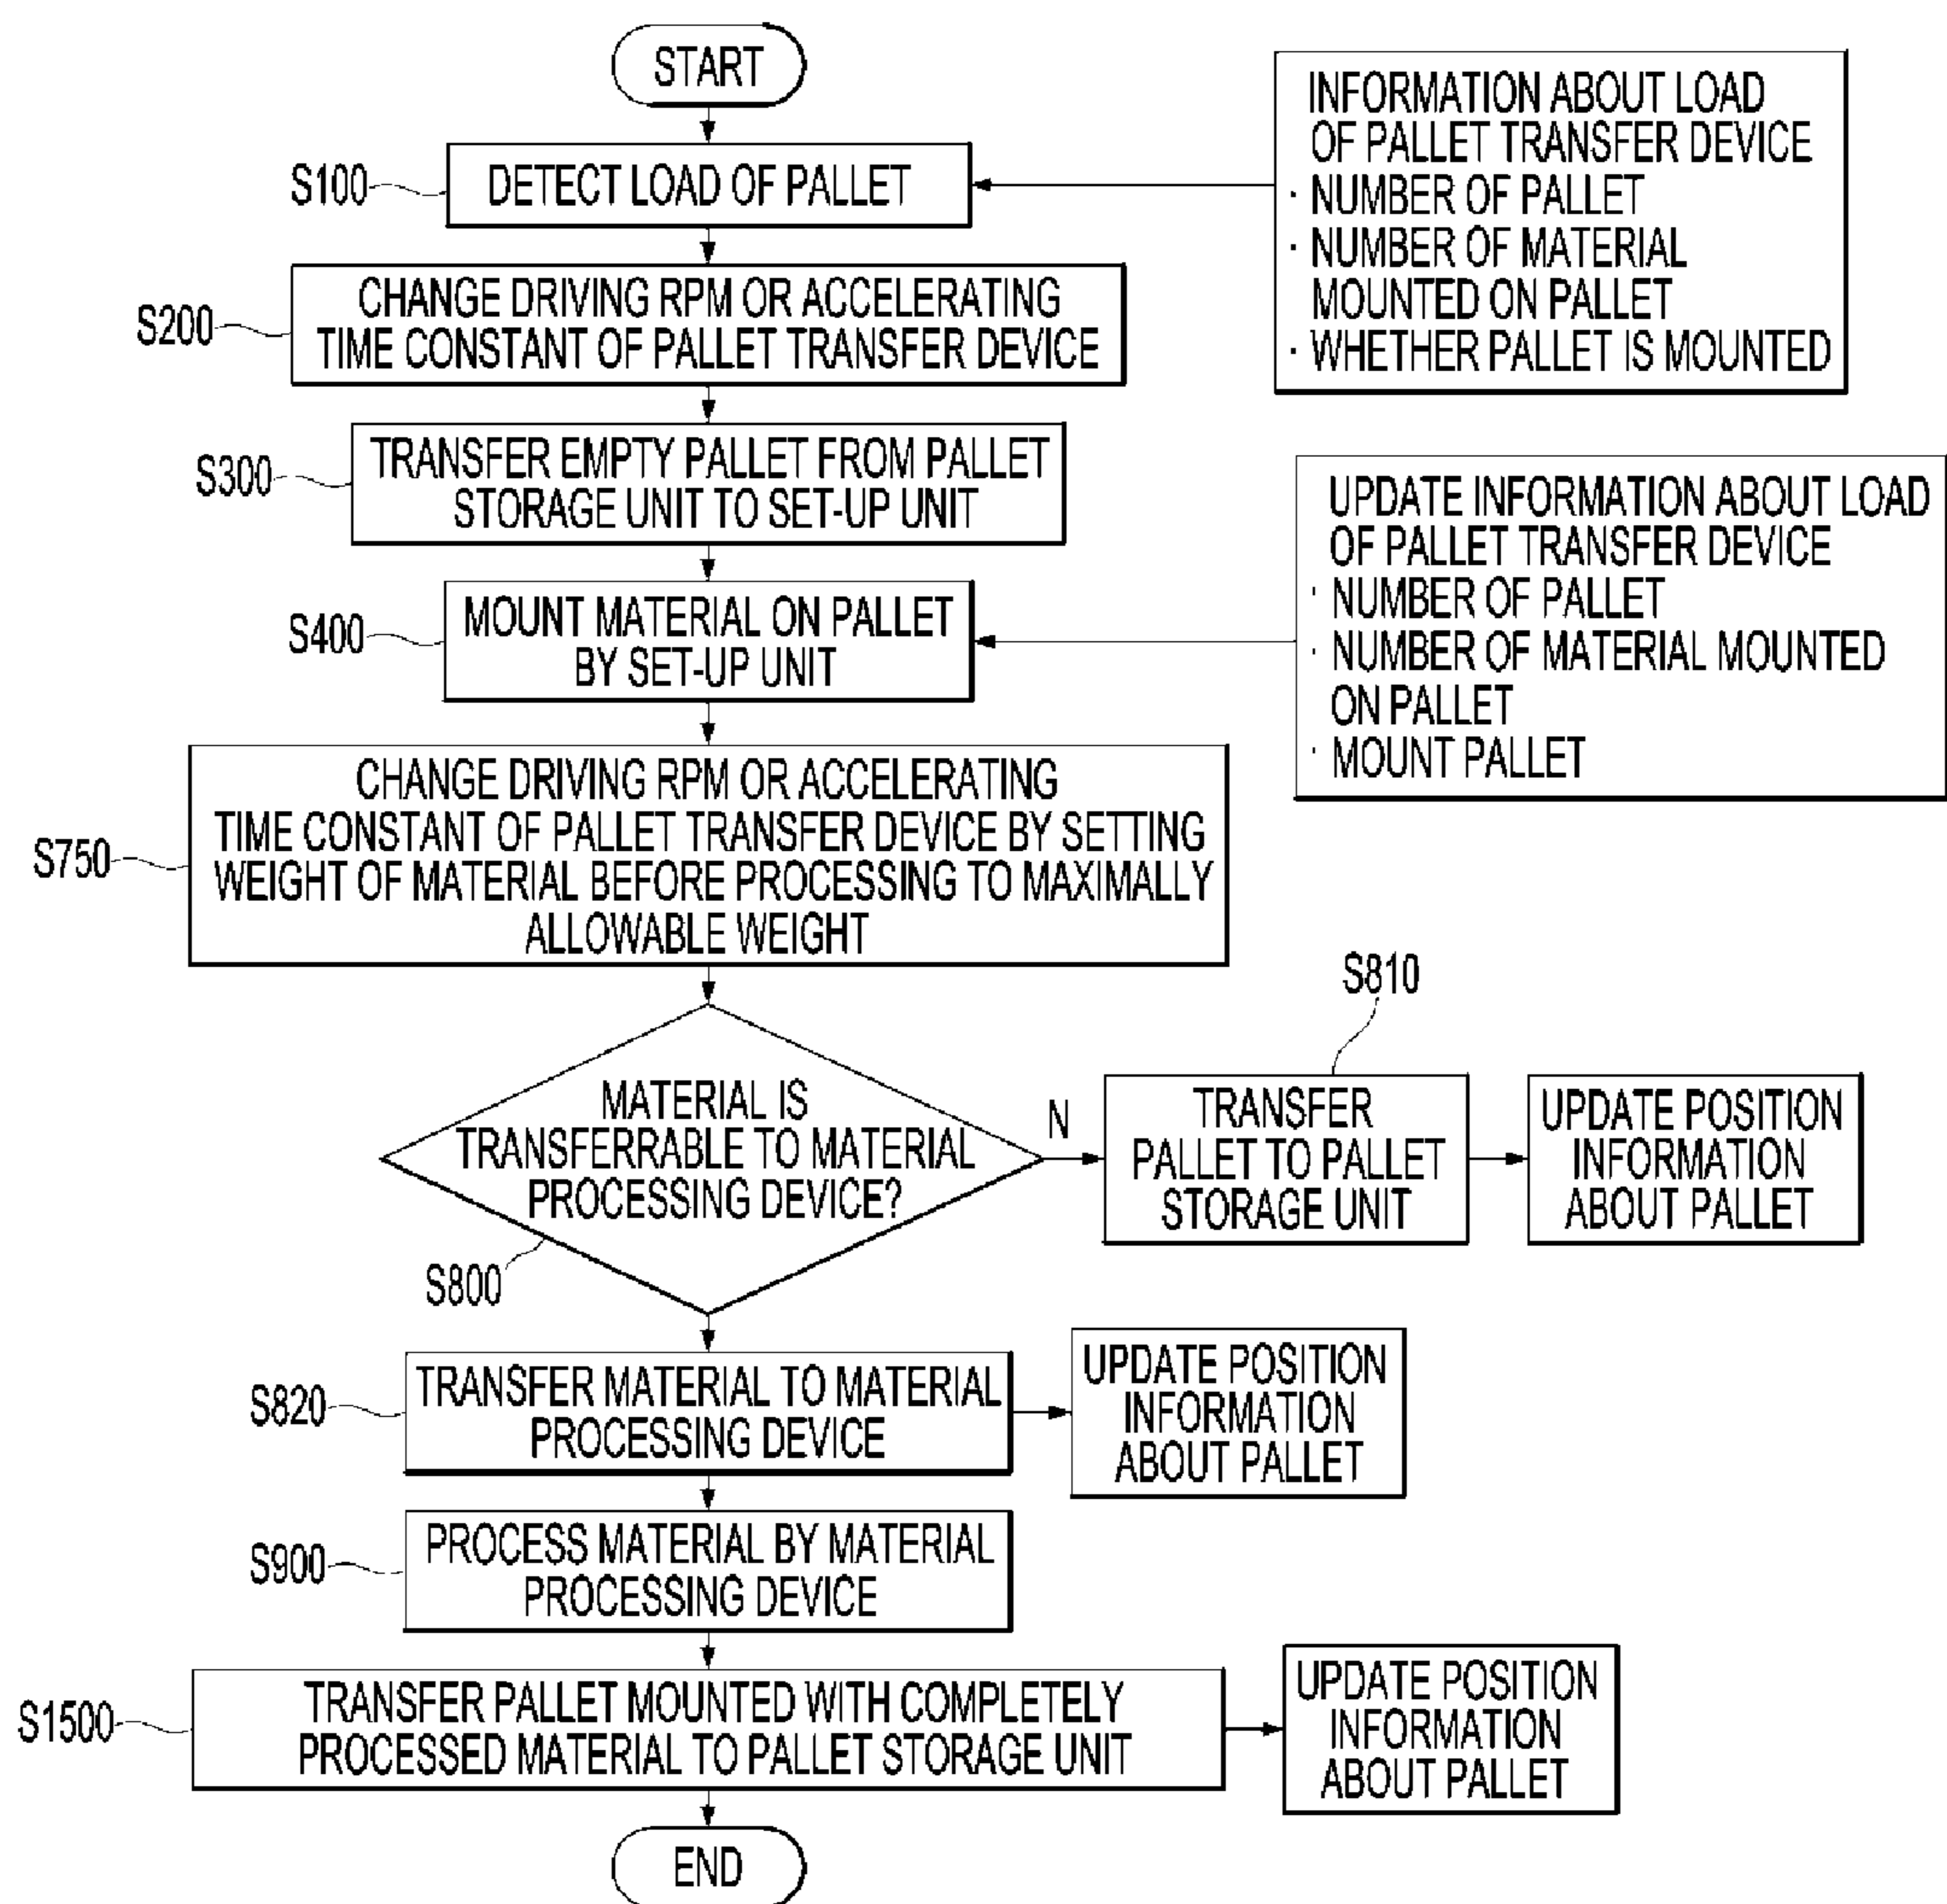 START
S100
DETECT LOAD OF PALLET
INFORMATION ABOUT LOAD
OF PALLET TRANSFER DEVICE
· NUMBER OF PALLET
· NUMBER OF MATERIAL
MOUNTED ON PALLET
· WHETHER PALLET IS MOUNTED
S200
CHANGE DRIVING RPM OR ACCELERATING
TIME CONSTANT OF PALLET TRANSFER DEVICE
S300
TRANSFER EMPTY PALLET FROM PALLET
STORAGE UNIT TO SET-UP UNIT
S400
MOUNT MATERIAL ON PALLET
BY SET-UP UNIT
UPDATE INFORMATION ABOUT LOAD
OF PALLET TRANSFER DEVICE
· NUMBER OF PALLET
· NUMBER OF MATERIAL MOUNTED
ON PALLET
· MOUNT PALLET
S750
CHANGE DRIVING RPM OR ACCELERATING
TIME CONSTANT OF PALLET TRANSFER DEVICE BY SETTING
WEIGHT OF MATERIAL BEFORE PROCESSING TO MAXIMALLY
ALLOWABLE WEIGHT
S800
MATERIAL IS
TRANSFERRABLE TO MATERIAL
PROCESSING DEVICE?
N
S810
TRANSFER
PALLET TO PALLET
STORAGE UNIT
UPDATE POSITION
INFORMATION
ABOUT PALLET
S820
TRANSFER MATERIAL TO MATERIAL
PROCESSING DEVICE
UPDATE POSITION
INFORMATION
ABOUT PALLET
S900
PROCESS MATERIAL BY MATERIAL
PROCESSING DEVICE
S1500
TRANSFER PALLET MOUNTED WITH COMPLETELY
PROCESSED MATERIAL TO PALLET STORAGE UNIT
UPDATE POSITION
INFORMATION
ABOUT PALLET
END